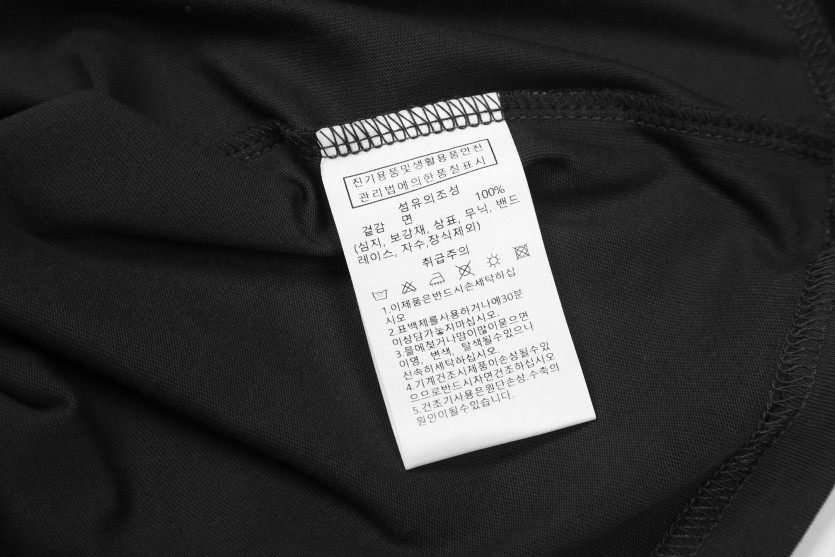 진기용품및생활용품안전
관리법에의한품질표시
섬유의조성
겉감 면 100%
(심지, 보강재, 상표, 무늬, 밴드
레이스, 자수,장식제외)
취급주의
1.이제품은반드시손세탁하십
시오.
2.표백제를사용하거나에30분
이상담가놓지마십시오.
3.물에젖거나땀이많이묻으면
미영, 변색, 탈색될수있으니
신속히세탁하십시오.
4.기계건조시제품이손상될수있
으므로반드시자연건조하십시오
5.건조기사용은원단손상.수축의
원인이될수있습니다.